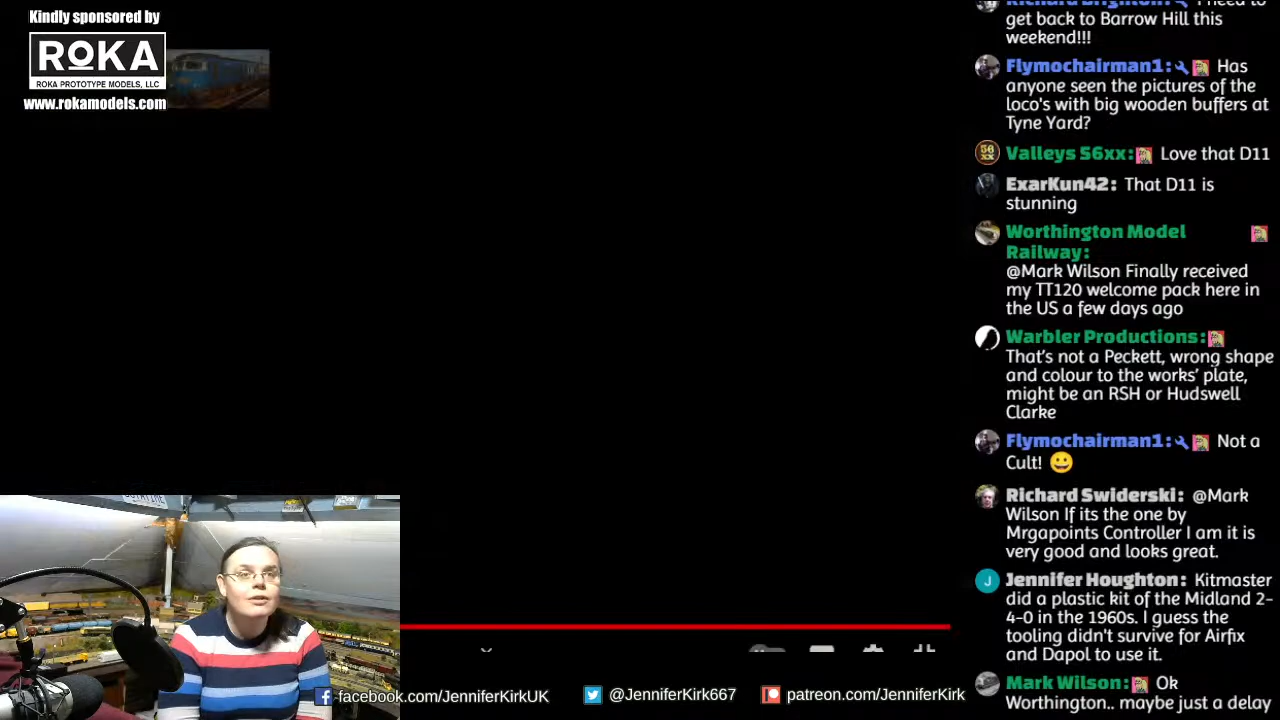 Kindly sponsored by
ROKA
ROKA PROTOTYPE MODELS, LLC
www.rokamodels.com
get back to Barrow Hill this
weekend!!!
Flymochairman1: Has
anyone seen the pictures of the
loco's with big wooden buffers at
Tyne Yard?
56
XX
Valleys 56xx: Love that D11
ExarKun42: That D11 is
stunning
Worthington Model
Railway:
@Mark Wilson Finally received
my TT120 welcome pack here in
the US a few days ago
Warbler Productions:
That's not a Peckett, wrong shape
and colour to the works' plate,
might be an RSH or Hudswell
Clarke
Flymochairman1: Not a
Cult! 😀
Richard Swiderski: @Mark
Wilson If its the one by
Mrgapoints Controller I am it is
very good and looks great.
J
Jennifer Houghton: Kitmaster
did a plastic kit of the Midland 2-
4-0 in the 1960s. I guess the
tooling didn't survive for Airfix
and Dapol to use it.
Mark Wilson: Ok
Worthington.. maybe just a delay
facebook.com/JenniferKirkUK
@JenniferKirk667
patreon.com/JenniferKirk